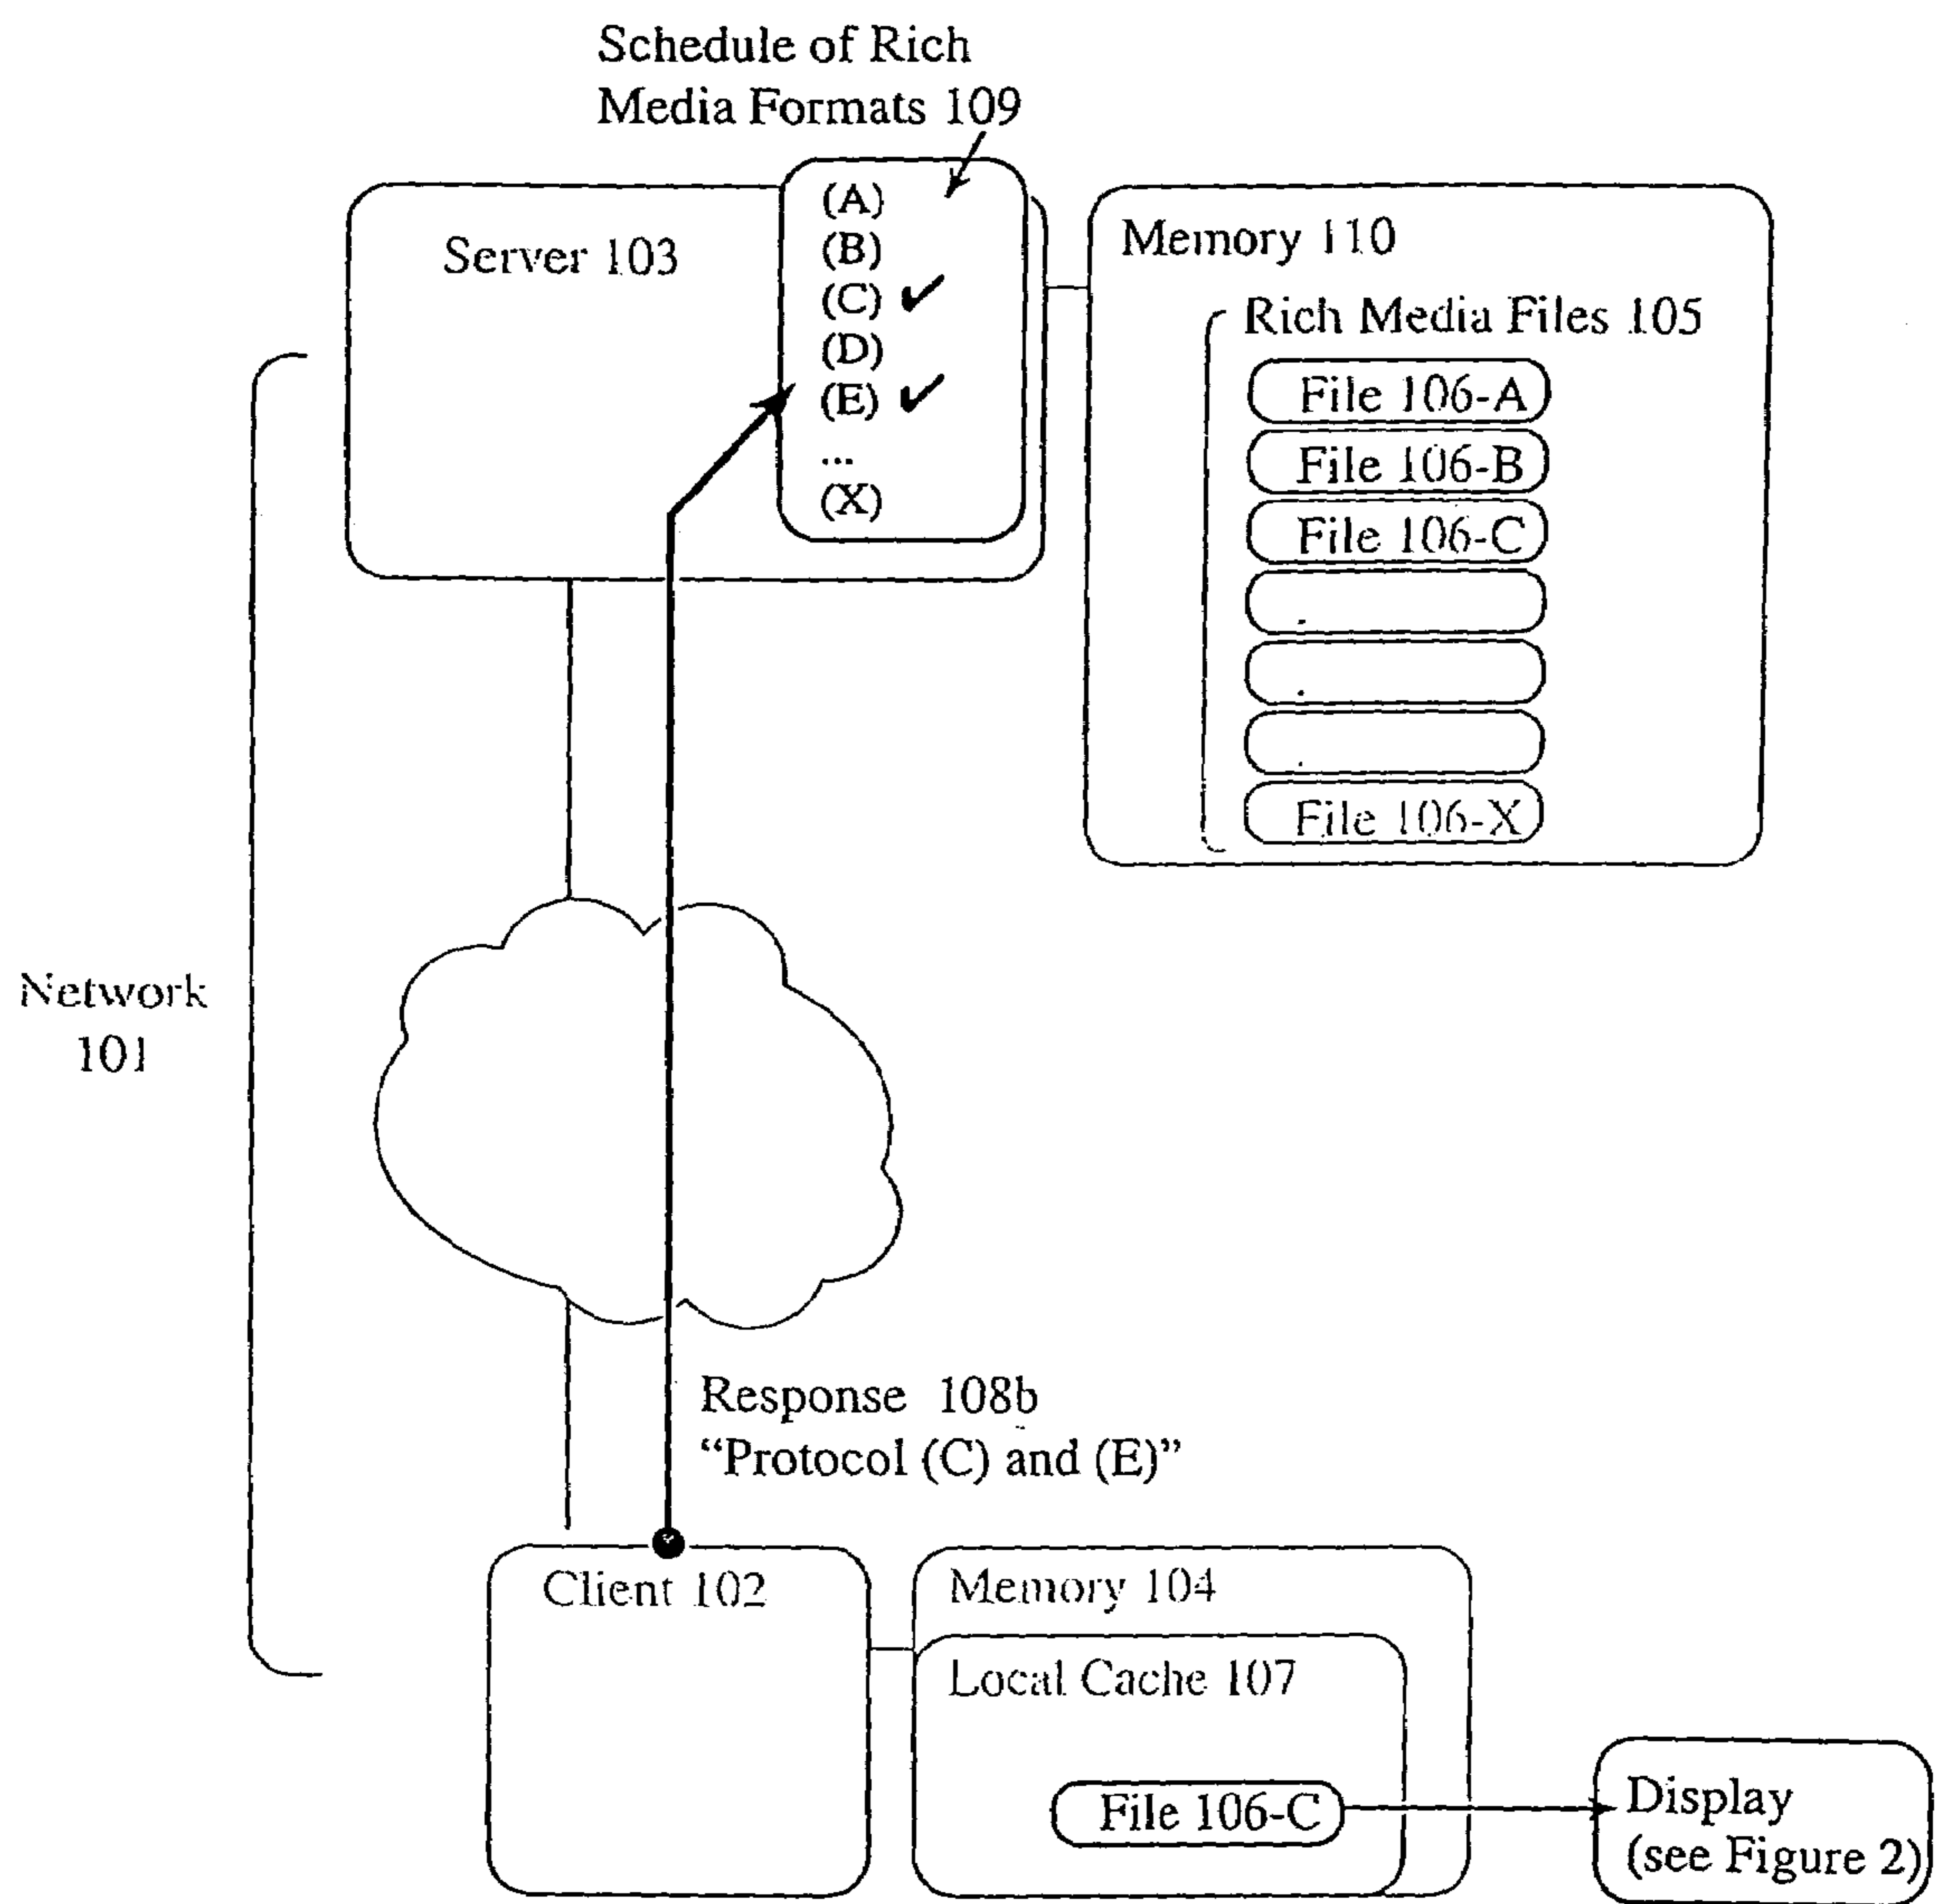 Schedule of Rich
Media Formats 109
(A)
(B)
(C) ✔
(D)
(E) ✔
...
(X)
Server 103
Memory 110
Rich Media Files 105
File 106-A
File 106-B
File 106-C
.
.
.
File 106-X
Network
101
Response 108b
“Protocol (C) and (E)”
Client 102
Memory 104
Local Cache 107
File 106-C
Display
(see Figure 2)